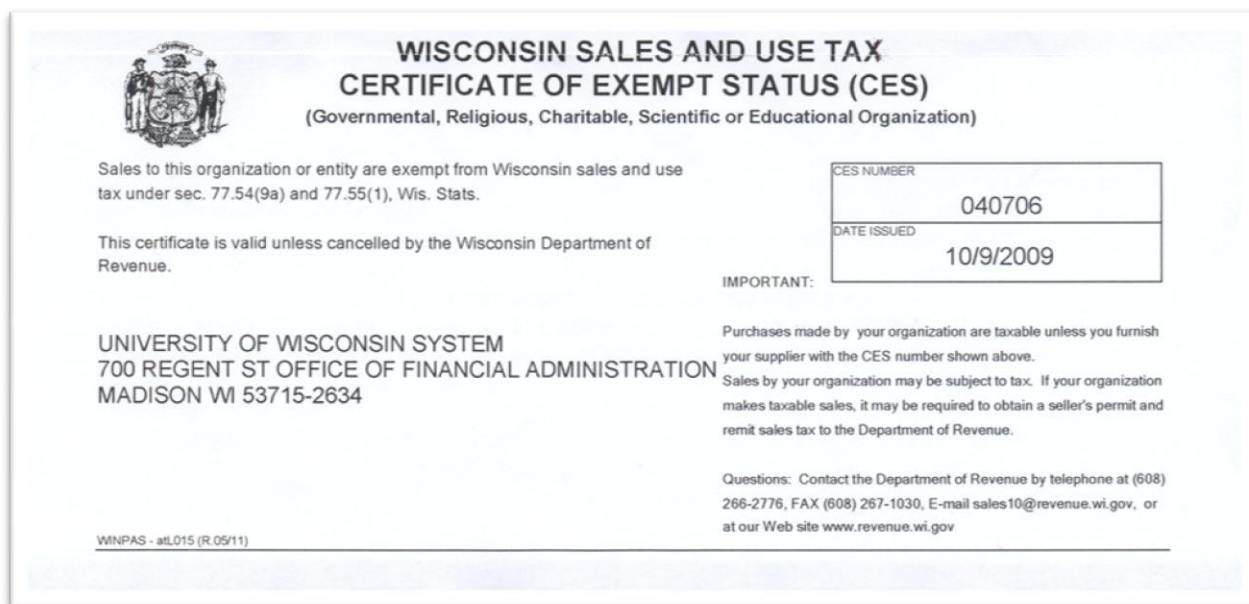 WISCONSIN SALES AND USE TAX
CERTIFICATE OF EXEMPT STATUS (CES)
(Governmental, Religious, Charitable, Scientific or Educational Organization)
Sales to this organization or entity are exempt from Wisconsin sales and use
tax under sec. 77.54(9a) and 77.55(1), Wis. Stats.
This certificate is valid unless cancelled by the Wisconsin Department of
Revenue.
CES NUMBER
040706
DATE ISSUED
10/9/2009
UNIVERSITY OF WISCONSIN SYSTEM
700 REGENT ST OFFICE OF FINANCIAL ADMINISTRATION
MADISON WI 53715-2634
IMPORTANT:
Purchases made by your organization are taxable unless you furnish
your supplier with the CES number shown above.
Sales by your organization may be subject to tax. If your organization
makes taxable sales, it may be required to obtain a seller's permit and
remit sales tax to the Department of Revenue.
Questions: Contact the Department of Revenue by telephone at (608)
266-2776, FAX (608) 267-1030, E-mail sales10@revenue.wi.gov, or
at our Web site www.revenue.wi.gov
WINPAS - atL015 (R.05/11)